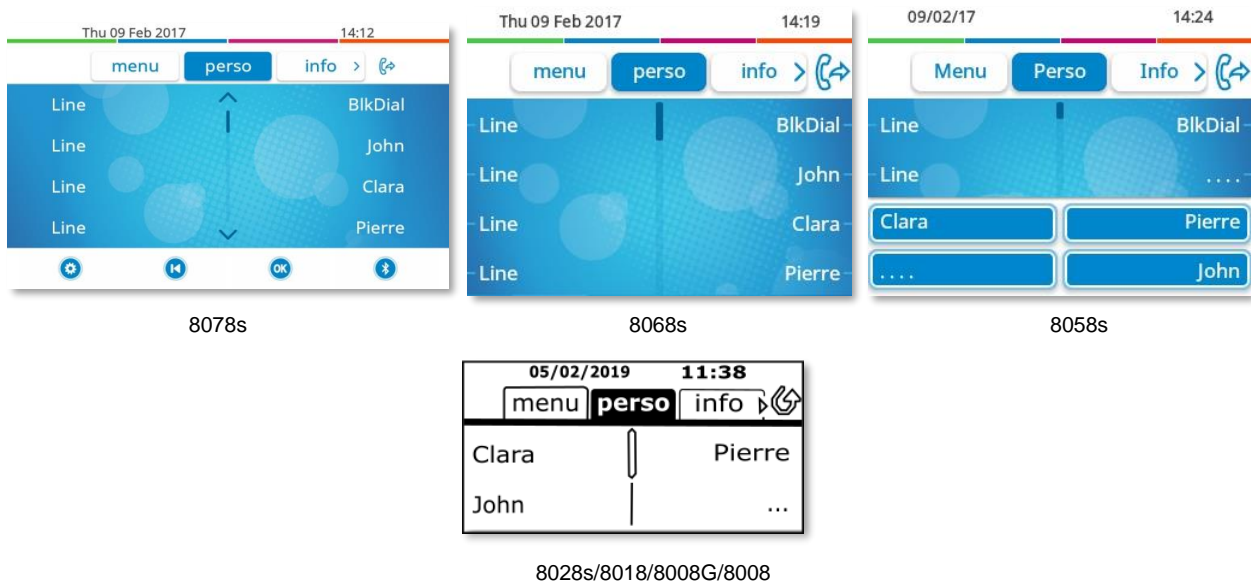 Thu 09 Feb 2017 14:12
menu perso info
Line BlkDial
Line John
Line Clara
Line Pierre
OK
8078s
Thu 09 Feb 2017 14:19
menu perso info
Line BlkDial
Line John
Line Clara
Line Pierre
8068s
09/02/17 14:24
Menu Perso Info
Line BlkDial
Line ....
Clara Pierre
.... John
8058s
05/02/2019 11:38
menu perso info
Clara Pierre
John ...
8028s/8018/8008G/8008